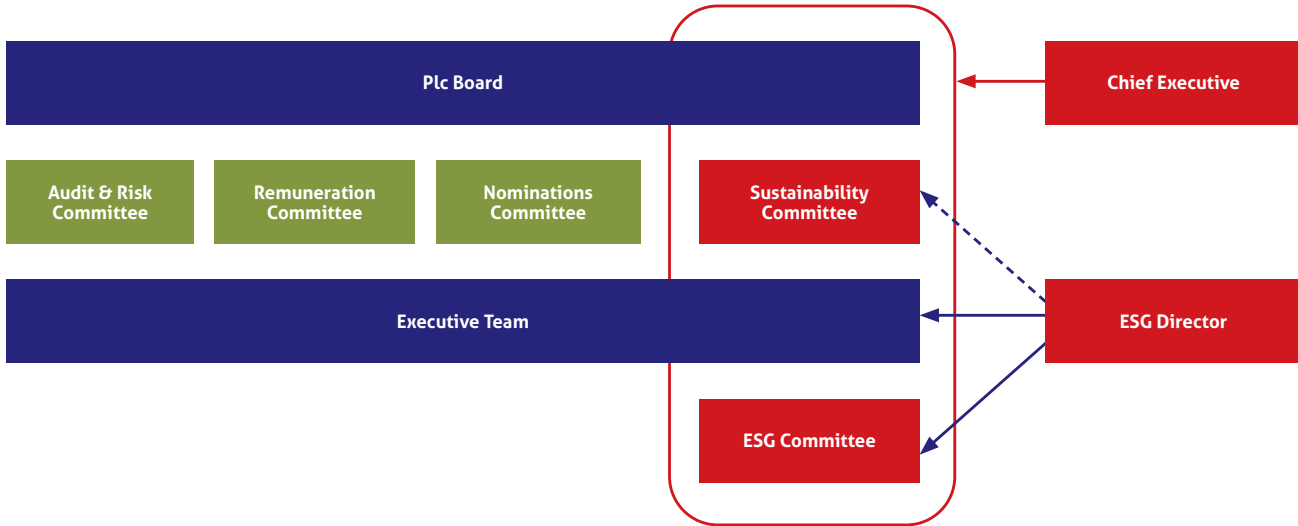 Plc Board
Chief Executive
Audit & Risk
Committee
Remuneration
Committee
Nominations
Committee
Sustainability
Committee
Executive Team
ESG Director
ESG Committee